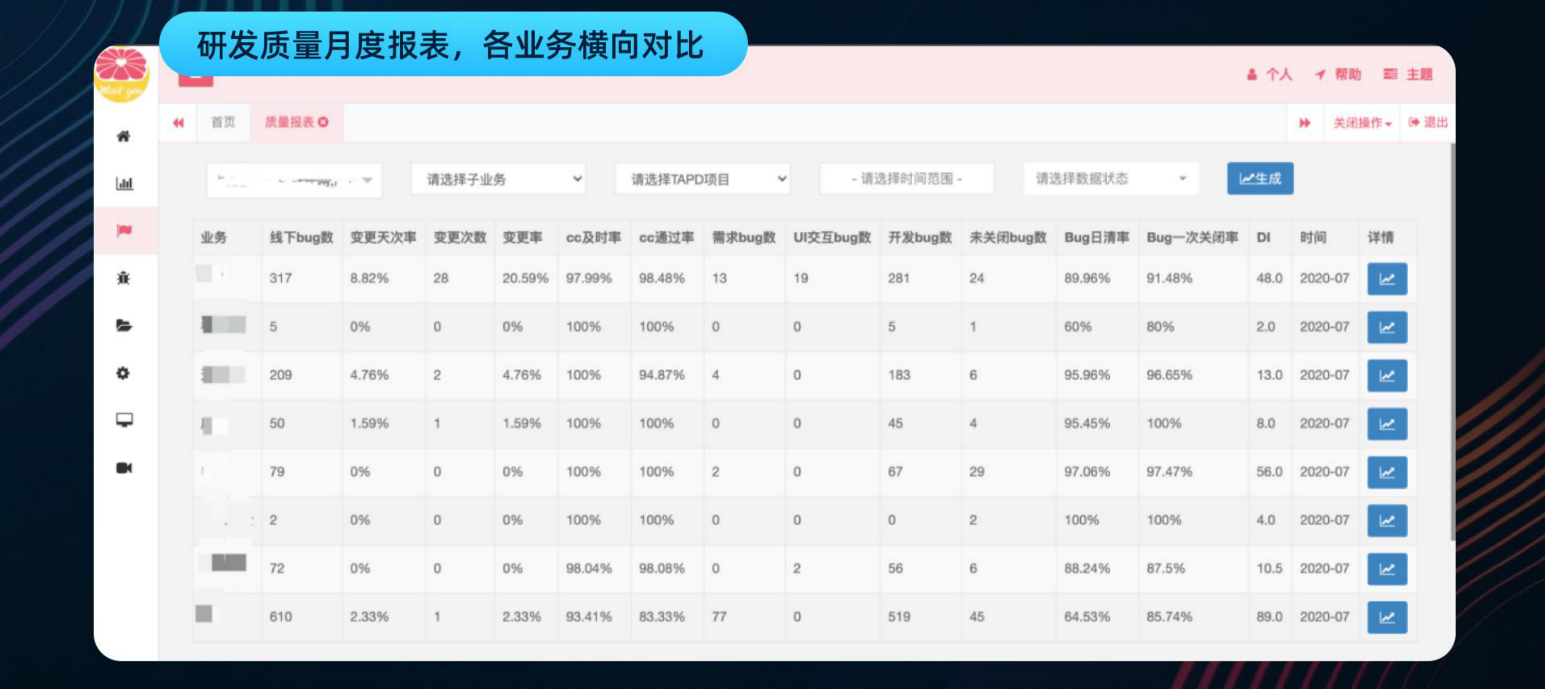 研发质量月度报表，各业务横向对比
Meet you
个人 帮助 主题
首页 质量报表 关闭操作 退出
请选择子业务 请选择TAPD项目 - 请选择时间范围 - 请选择数据状态 生成
业务 线下bug数 变更天次率 变更次数 变更率 cc及时率 cc通过率 需求bug数 UI交互bug数 开发bug数 未关闭bug数 Bug日清率 Bug一次关闭率 DI 时间 详情
317 8.82% 28 20.59% 97.99% 98.48% 13 19 281 24 89.96% 91.48% 48.0 2020-07
5 0% 0 0% 100% 100% 0 0 5 1 60% 80% 2.0 2020-07
209 4.76% 2 4.76% 100% 94.87% 4 0 183 6 95.96% 96.65% 13.0 2020-07
50 1.59% 1 1.59% 100% 100% 0 0 45 4 95.45% 100% 8.0 2020-07
79 0% 0 0% 100% 100% 2 0 67 29 97.06% 97.47% 56.0 2020-07
2 0% 0 0% 100% 100% 0 0 0 2 100% 100% 4.0 2020-07
72 0% 0 0% 98.04% 98.08% 0 2 56 6 88.24% 87.5% 10.5 2020-07
610 2.33% 1 2.33% 93.41% 83.33% 77 0 519 45 64.53% 85.74% 89.0 2020-07